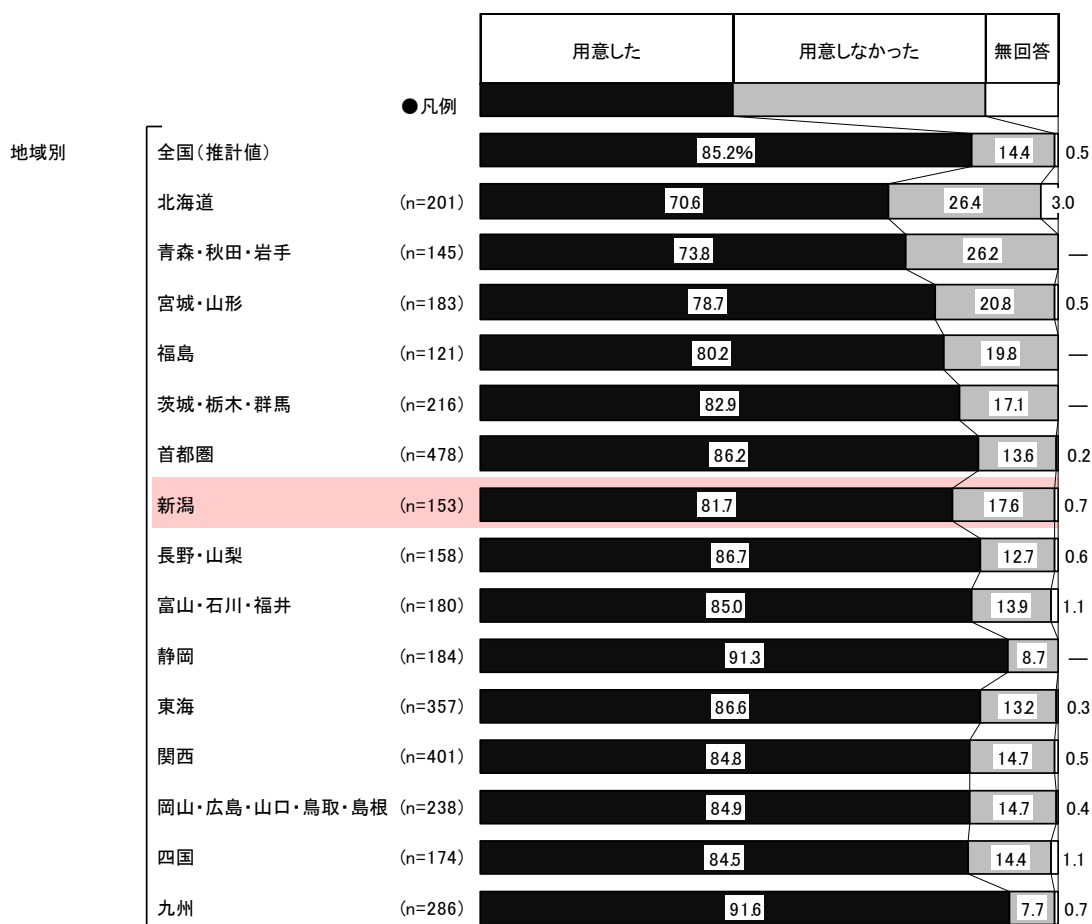 用意した 用意しなかった 無回答
●凡例
地域別 全国(推計値) 85.2% 14.4 0.5
北海道 (n=201) 70.6 26.4 3.0
青森・秋田・岩手 (n=145) 73.8 26.2 —
宮城・山形 (n=183) 78.7 20.8 0.5
福島 (n=121) 80.2 19.8 —
茨城・栃木・群馬 (n=216) 82.9 17.1 —
首都圏 (n=478) 86.2 13.6 0.2
新潟 (n=153) 81.7 17.6 0.7
長野・山梨 (n=158) 86.7 12.7 0.6
富山・石川・福井 (n=180) 85.0 13.9 1.1
静岡 (n=184) 91.3 8.7 —
東海 (n=357) 86.6 13.2 0.3
関西 (n=401) 84.8 14.7 0.5
岡山・広島・山口・鳥取・島根 (n=238) 84.9 14.7 0.4
四国 (n=174) 84.5 14.4 1.1
九州 (n=286) 91.6 7.7 0.7